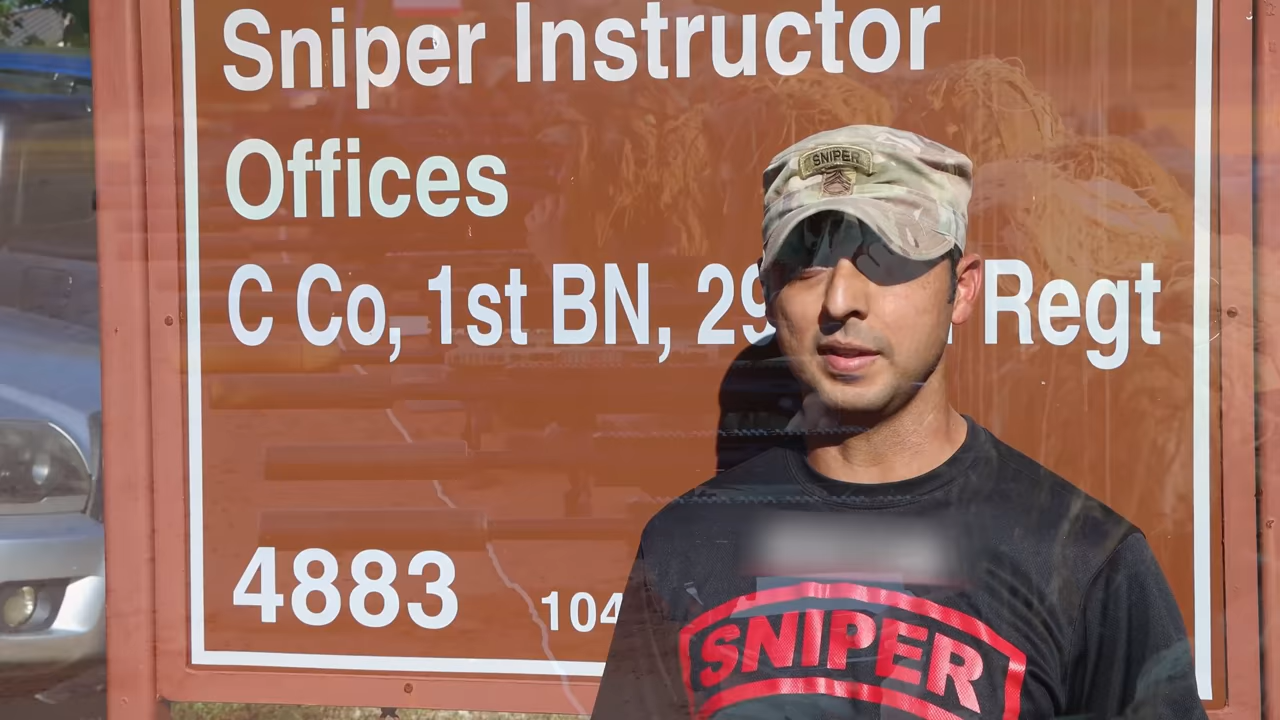 Sniper Instructor
Offices
C Co, 1st BN, 29 Regt
4883 104
SNIPER
SNIPER